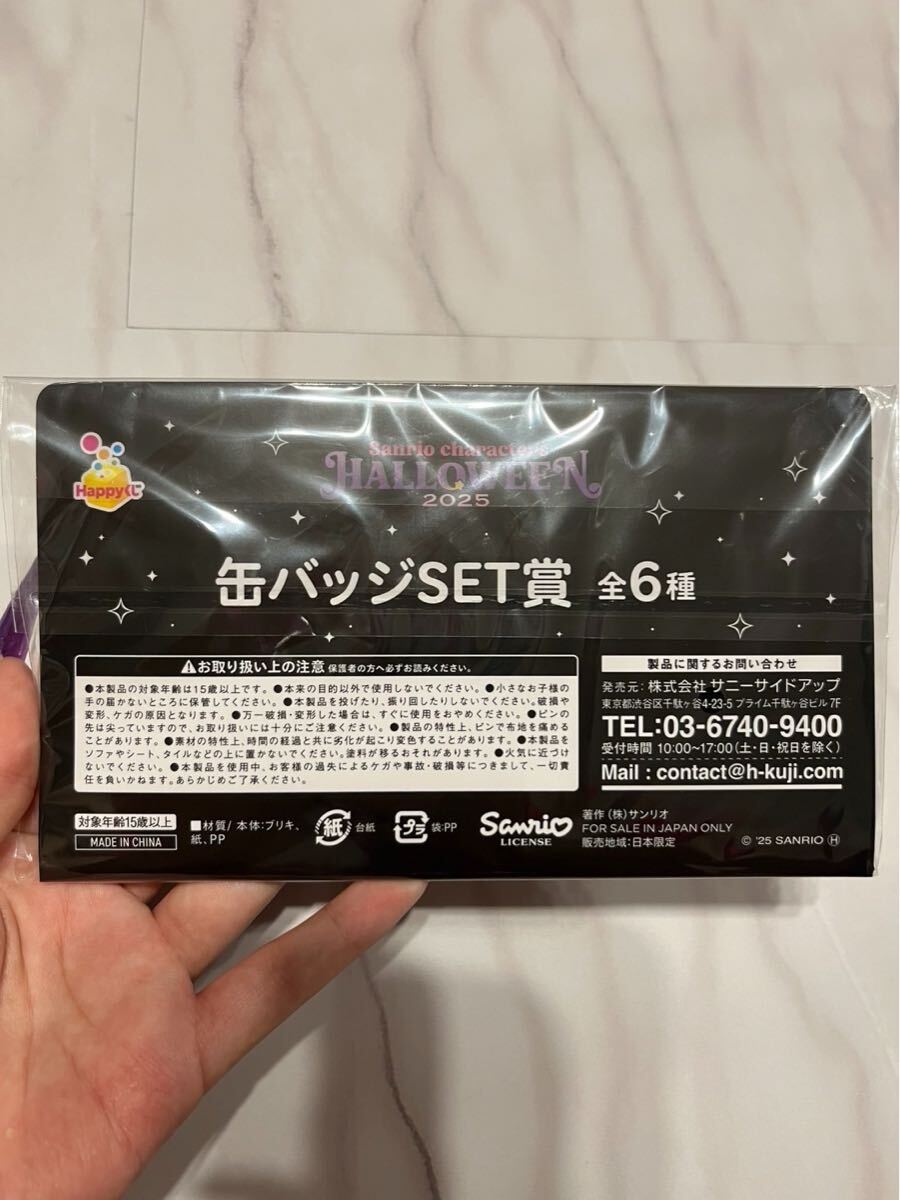 Happyくじ
Sanrio characters
HALLOWEEN
2025
缶バッジSET賞 全6種
⚠お取り扱い上の注意 保護者の方へ必ずお読みください。
●本製品の対象年齢は15歳以上です。●本来の目的以外で使用しないでください。●小さなお子様の
手の届かないところに保管してください。●本製品を投げたり、振り回したりしないでください。破損や
変形、ケガの原因となります。●万一破損・変形した場合は、すぐに使用をおやめください。●ピンの
先は尖っていますので、お取り扱いには十分にご注意ください。●製品の特性上、ピンで布地を痛める
ことがあります。●素材の特性上、時間の経過と共に劣化が起こり変色することがあります。●本製品を
ソファやシート、タイルなどの上に置かないでください。塗料が移るおそれがあります。●火気に近づけ
ないでください。●本製品を使用中、お客様の過失によるケガや事故・破損等につきまして、一切責
任を負いかねます。あらかじめご了承ください。
製品に関するお問い合わせ
発売元：株式会社 サニーサイドアップ
東京都渋谷区千駄ヶ谷4-23-5 プライム千駄ヶ谷ビル 7F
TEL:03-6740-9400
受付時間 10:00~17:00(土・日・祝日を除く)
Mail : contact@h-kuji.com
対象年齢15歳以上
MADE IN CHINA
■材質/ 本体:ブリキ、
紙、PP
紙 台紙
プラ 袋:PP
Sanrio
LICENSE
著作 (株)サンリオ
FOR SALE IN JAPAN ONLY
販売地域:日本限定
© '25 SANRIO Ⓗ